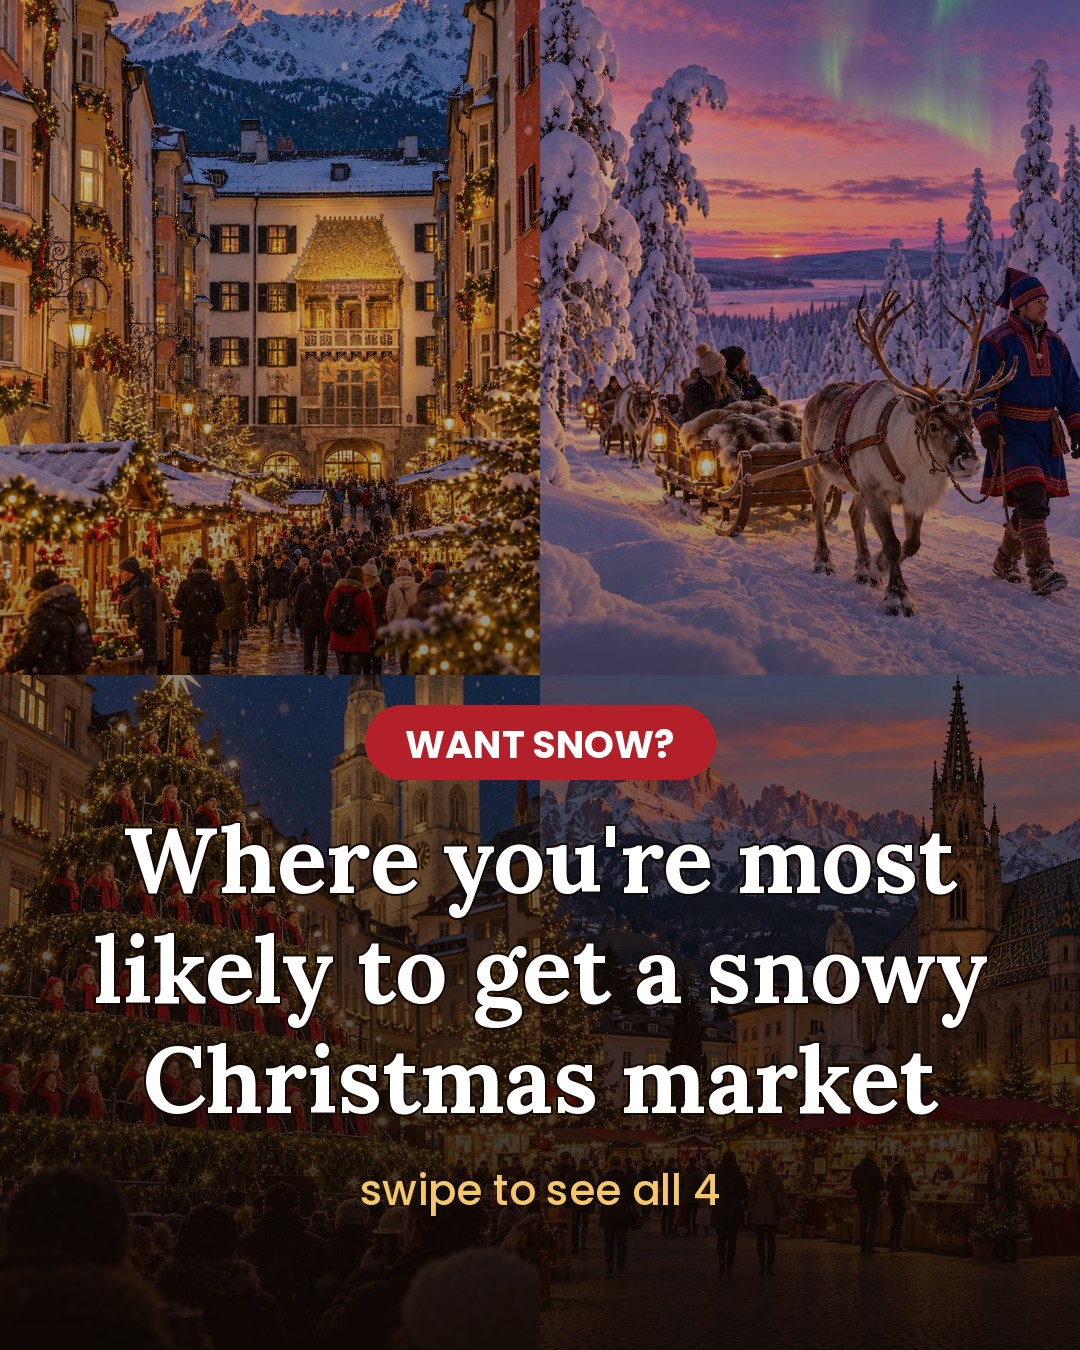 WANT SNOW?
Where you're most
likely to get a snowy
Christmas market
swipe to see all 4